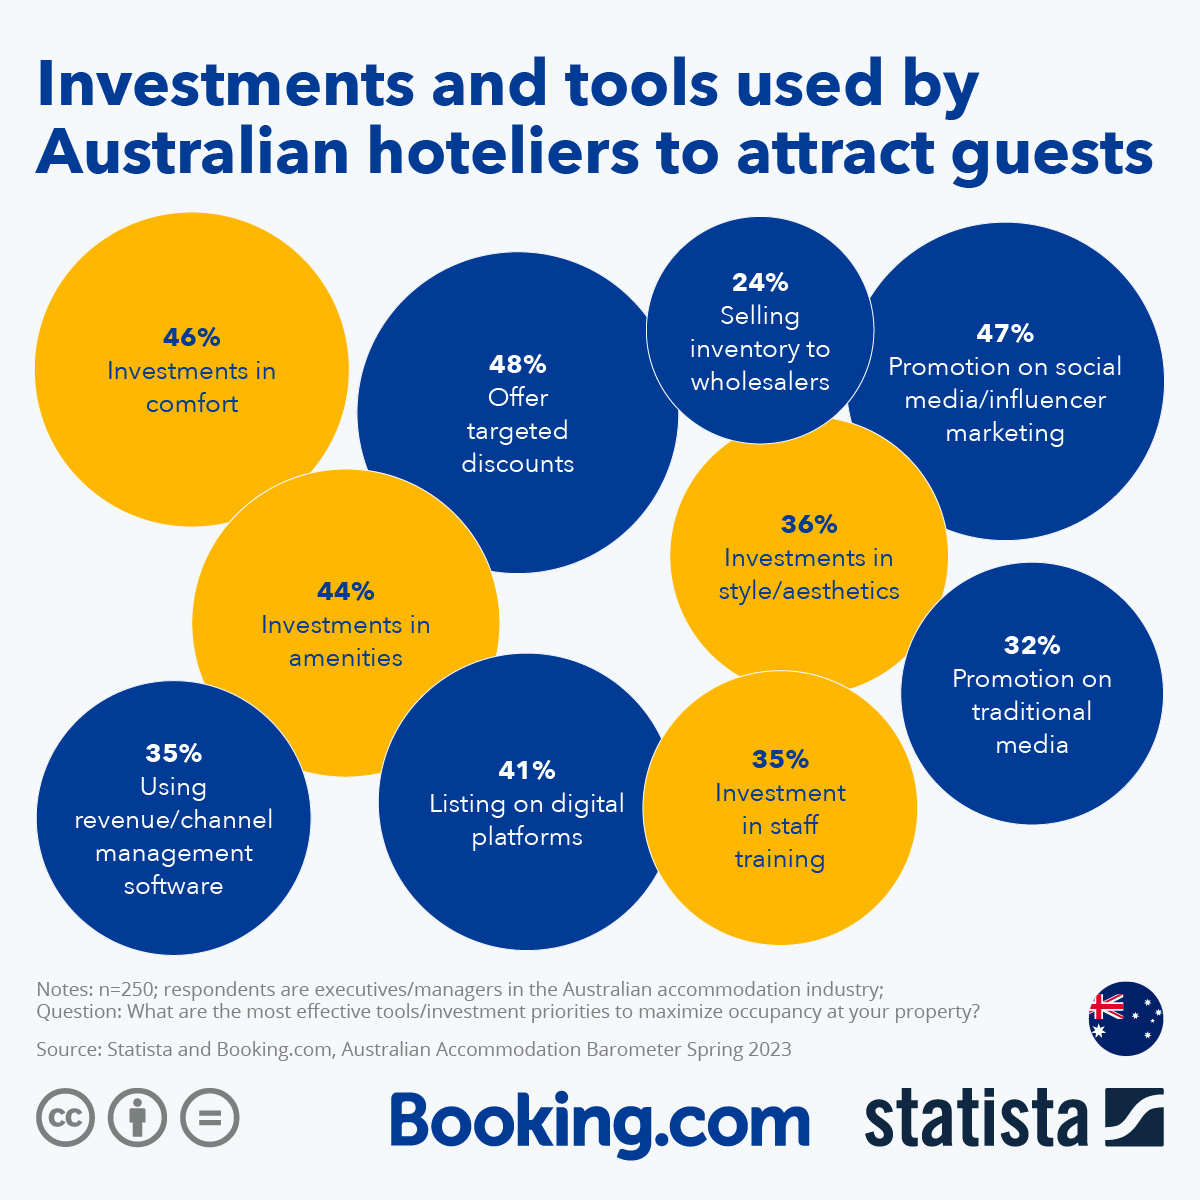 Investments and tools used by
Australian hoteliers to attract guests
46%
Investments in
comfort
48%
Offer
targeted
discounts
24%
Selling
inventory to
wholesalers
47%
Promotion on social
media/influencer
marketing
44%
Investments in
amenities
36%
Investments in
style/aesthetics
32%
Promotion on
traditional
media
35%
Using
revenue/channel
management
software
41%
Listing on digital
platforms
35%
Investment
in staff
training
Notes: n=250; respondents are executives/managers in the Australian accommodation industry;
Question: What are the most effective tools/investment priorities to maximize occupancy at your property?
Source: Statista and Booking.com, Australian Accommodation Barometer Spring 2023
cc
=
Booking.com
statista